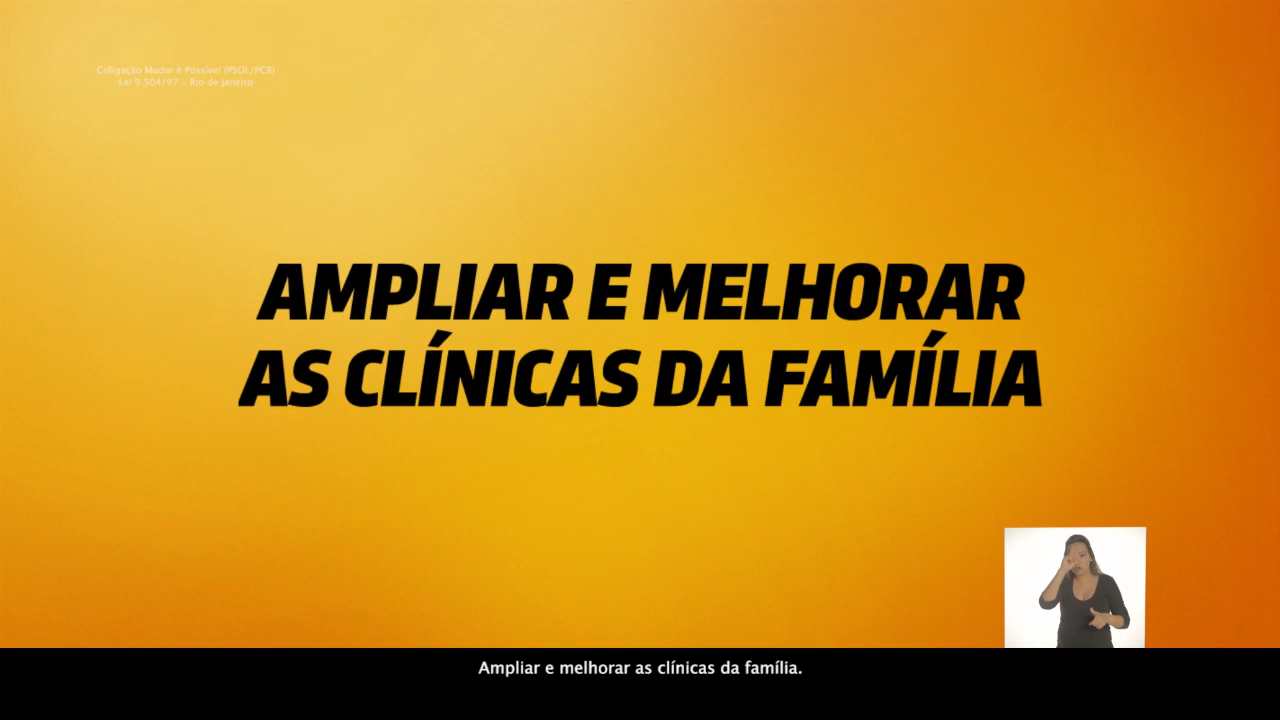 Coligação Mudar é Possível (PSOL/PCB)
Lei 9.504/97 - Rio de Janeiro
AMPLIAR E MELHORAR
AS CLÍNICAS DA FAMÍLIA
Ampliar e melhorar as clínicas da família.